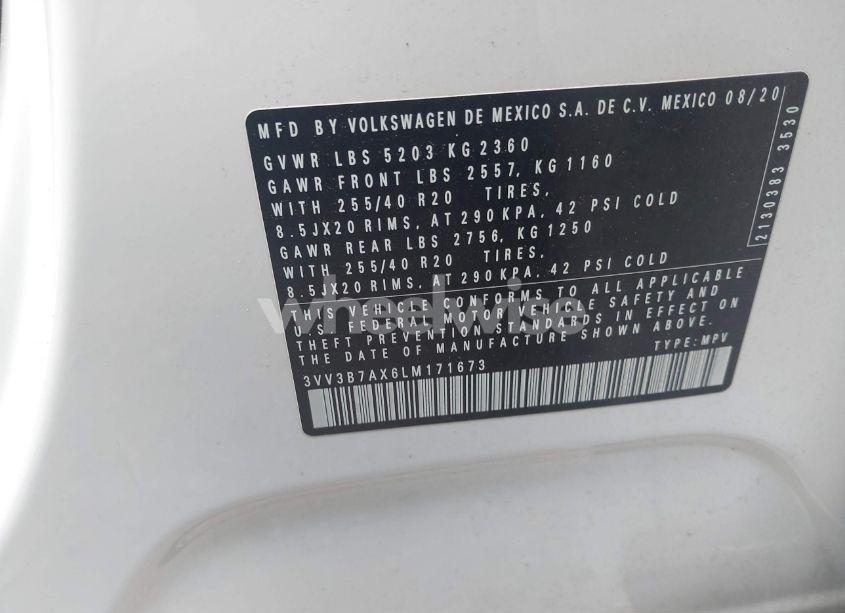 MFD BY VOLKSWAGEN DE MEXICO S.A. DE C.V. MEXICO 08/20
GVWR LBS 5203 KG 2360
GAWR FRONT LBS 2557, KG 1160
WITH 255/40 R20 TIRES,
8.5JX20 RIMS, AT 290 KPA, 42 PSI COLD
GAWR REAR LBS 2756, KG 1250
WITH 255/40 R20 TIRES,
8.5JX20 RIMS, AT 290 KPA, 42 PSI COLD
THIS VEHICLE CONFORMS TO ALL APPLICABLE
U.S. FEDERAL MOTOR VEHICLE SAFETY AND
THEFT PREVENTION STANDARDS IN EFFECT ON
THE DATE OF MANUFACTURE SHOWN ABOVE.
3VV3B7AX6LM171673 TYPE: MPV
2130383 3530
wheelwise